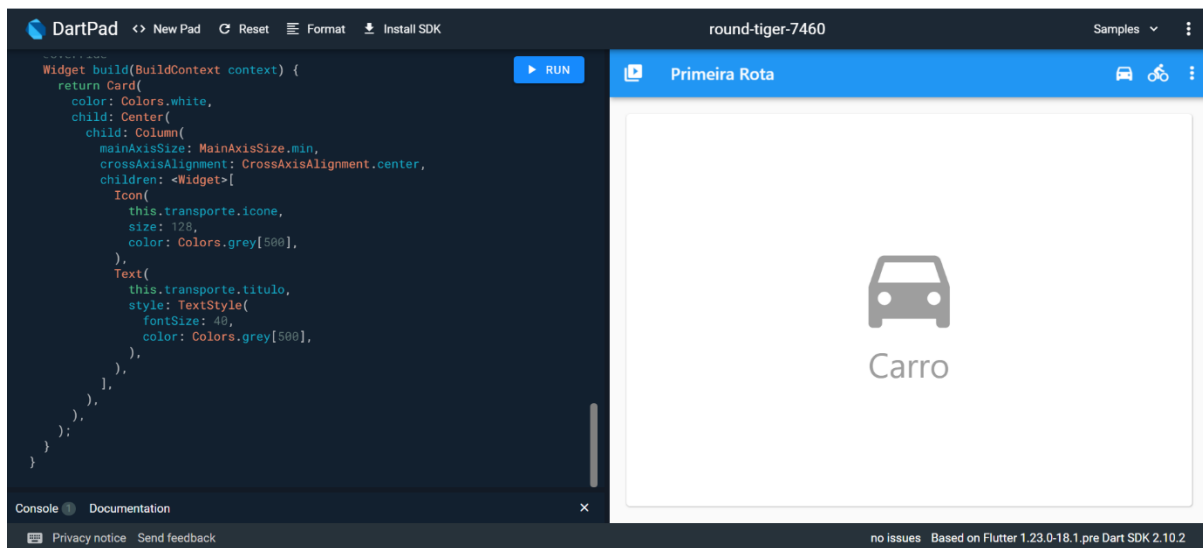 DartPad <> New Pad Reset Format Install SDK round-tiger-7460 Samples
Widget build(BuildContext context) {
return Card(
color: Colors.white,
child: Center(
child: Column(
mainAxisSize: MainAxisSize.min,
crossAxisAlignment: CrossAxisAlignment.center,
children: <Widget>[
Icon(
this.transporte.icone,
size: 128,
color: Colors.grey[500],
),
Text(
this.transporte.titulo,
style: TextStyle(
fontSize: 40,
color: Colors.grey[500],
),
),
],
),
),
);
}
}
RUN
Primeira Rota
Carro
Console 1 Documentation ×
Privacy notice Send feedback no issues Based on Flutter 1.23.0-18.1.pre Dart SDK 2.10.2